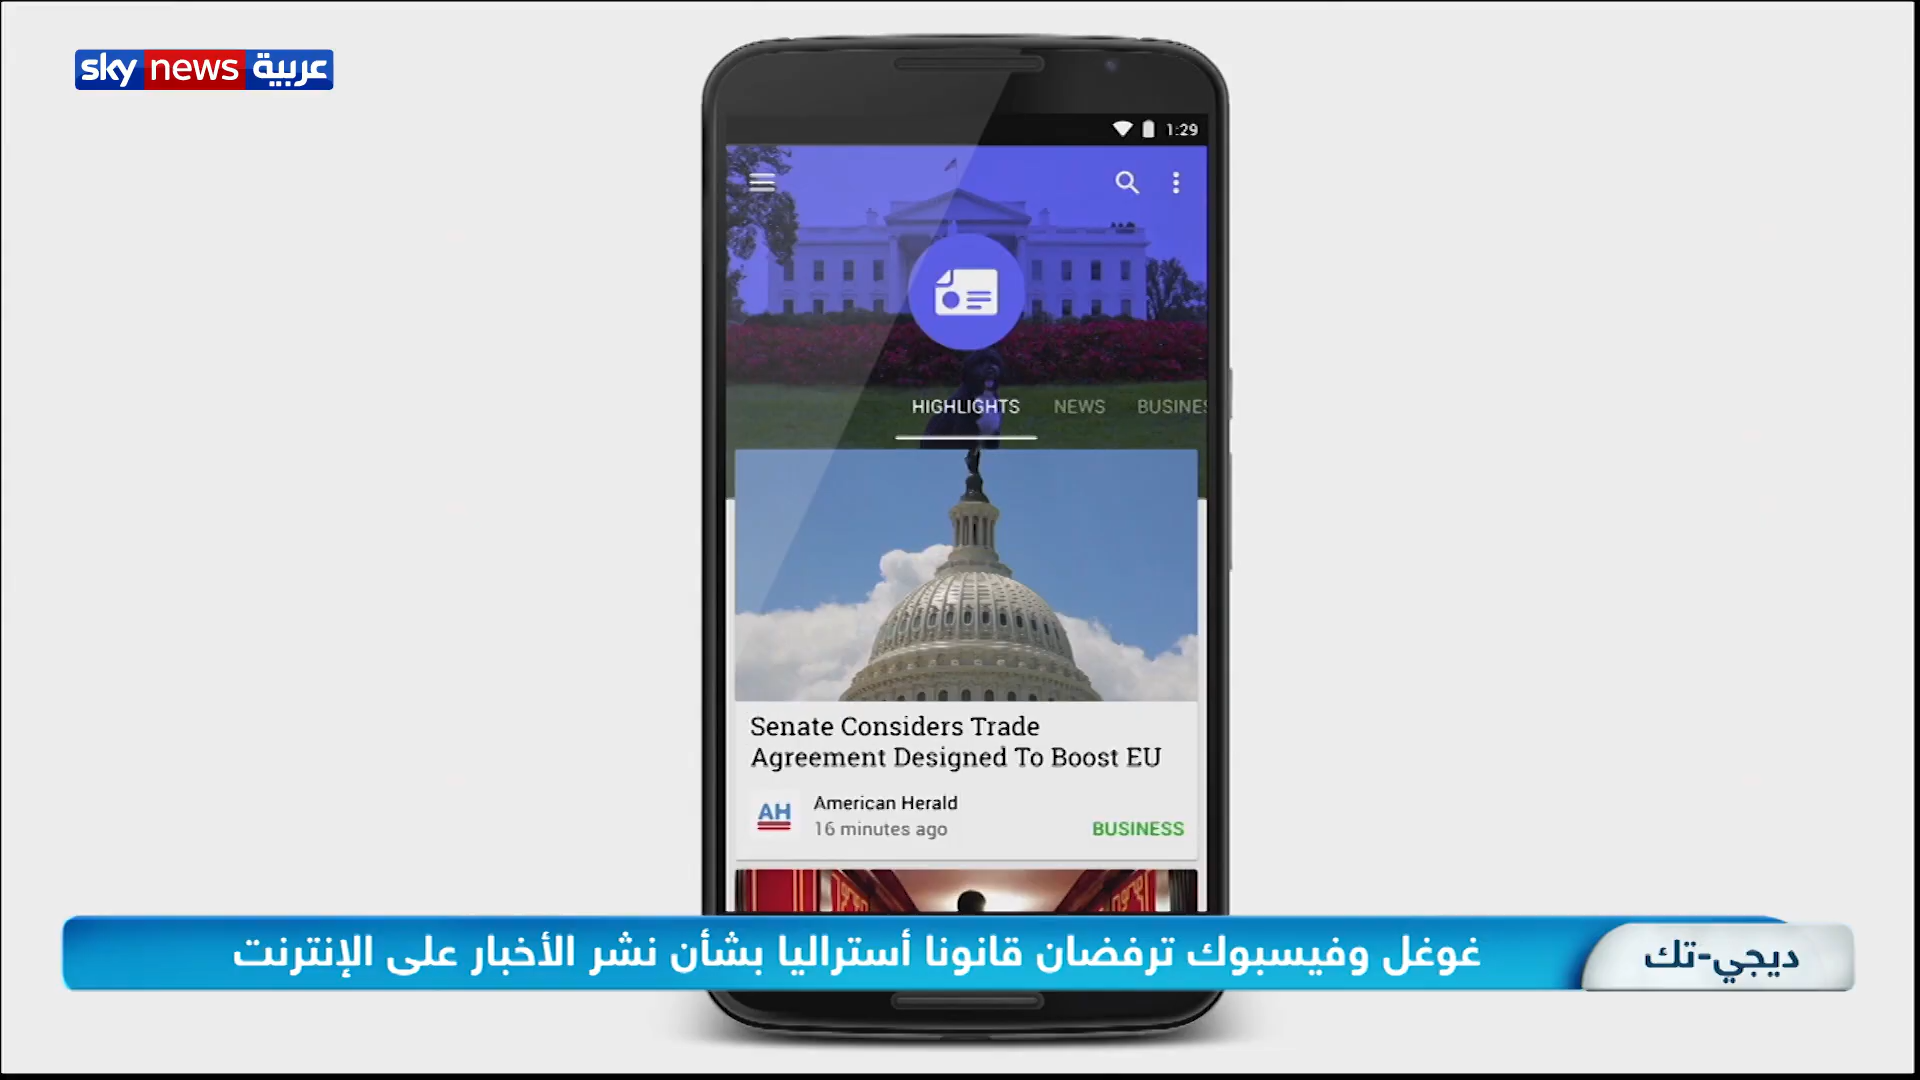 sky news عربية
1:29
HIGHLIGHTS NEWS BUSINES
Senate Considers Trade
Agreement Designed To Boost EU
AH
American Herald
16 minutes ago
BUSINESS
غوغل وفيسبوك ترفضان قانونا أستراليا بشأن نشر الأخبار على الإنترنت
ديجي-تك